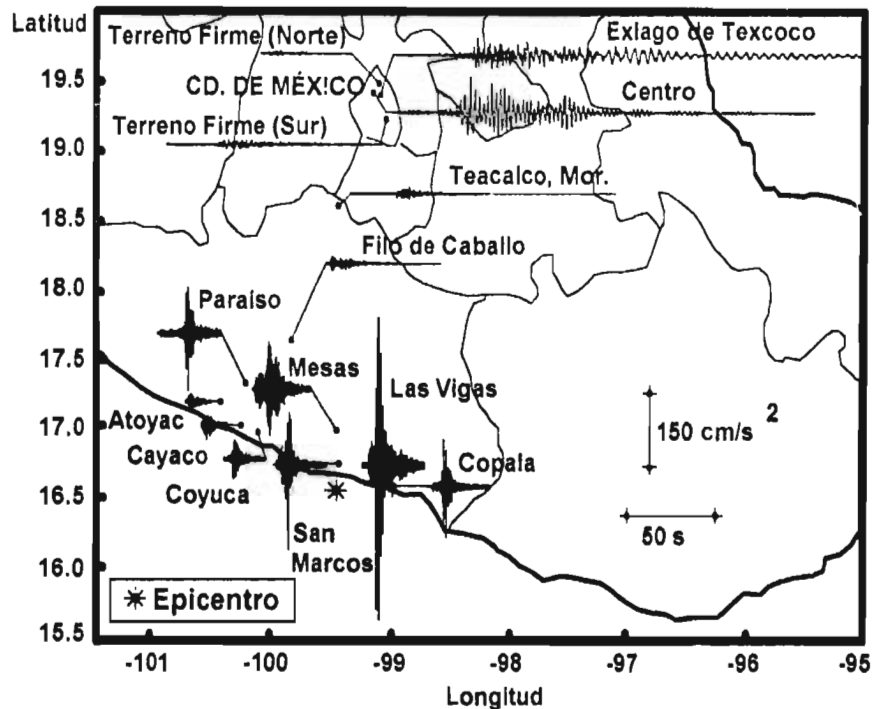 Latitud
Terreno Firme (Norte)
Exlago de Texcoco
19.5
CD. DE MÉXICO
Centro
Terreno Firme (Sur)
19.0
Teacalco, Mor.
18.5
Filo de Caballo
18.0
Paraíso
17.5
Mesas
Las Vigas
2
150 cm/s
17.0
Atoyac
Cayaco
Copala
16.5
Coyuca
50 s
San
Marcos
16.0
Epicentro
15.5
-101
-100
-99
-98
-97
-96
-95
Longitud